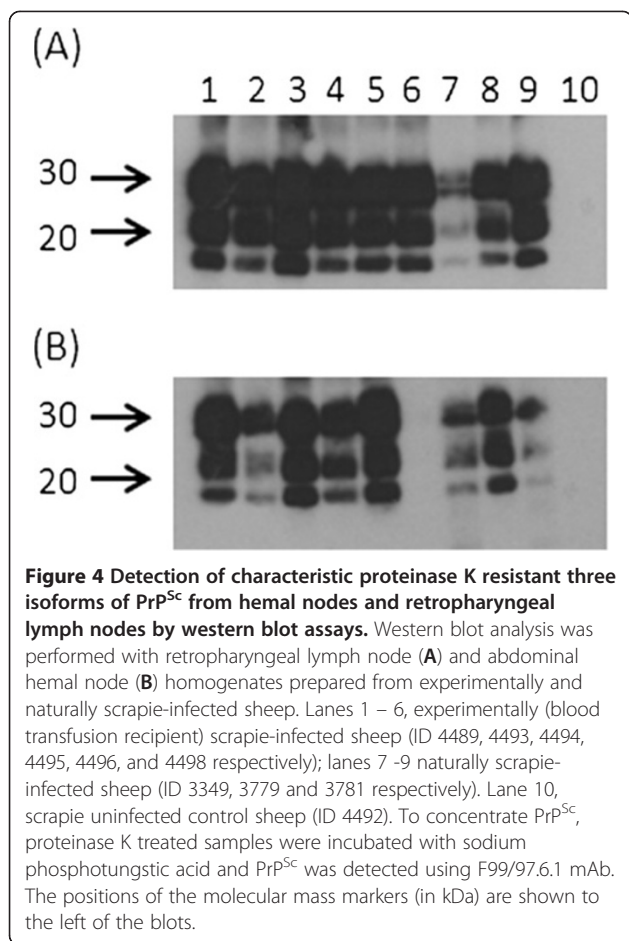 (A)
1 2 3 4 5 6 7 8 9 10
30
20
(B)
30
20
Figure 4 Detection of characteristic proteinase K resistant three
isoforms of PrPSc from hemal nodes and retropharyngeal
lymph nodes by western blot assays. Western blot analysis was
performed with retropharyngeal lymph node (A) and abdominal
hemal node (B) homogenates prepared from experimentally and
naturally scrapie-infected sheep. Lanes 1 – 6, experimentally (blood
transfusion recipient) scrapie-infected sheep (ID 4489, 4493, 4494,
4495, 4496, and 4498 respectively); lanes 7 -9 naturally scrapie-
infected sheep (ID 3349, 3779 and 3781 respectively). Lane 10,
scrapie uninfected control sheep (ID 4492). To concentrate PrPSc,
proteinase K treated samples were incubated with sodium
phosphotungstic acid and PrPSc was detected using F99/97.6.1 mAb.
The positions of the molecular mass markers (in kDa) are shown to
the left of the blots.